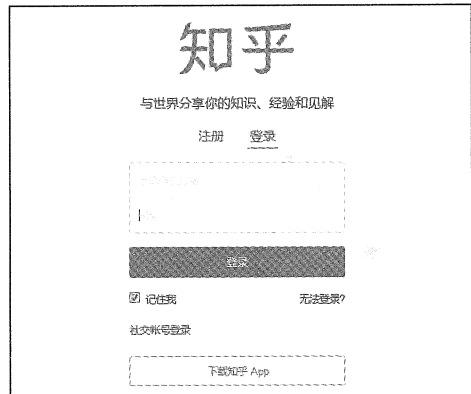 知乎
与世界分享你的知识、经验和见解
注册 登录
登录
记住我 无法登录?
社交帐号登录
下载知乎 App